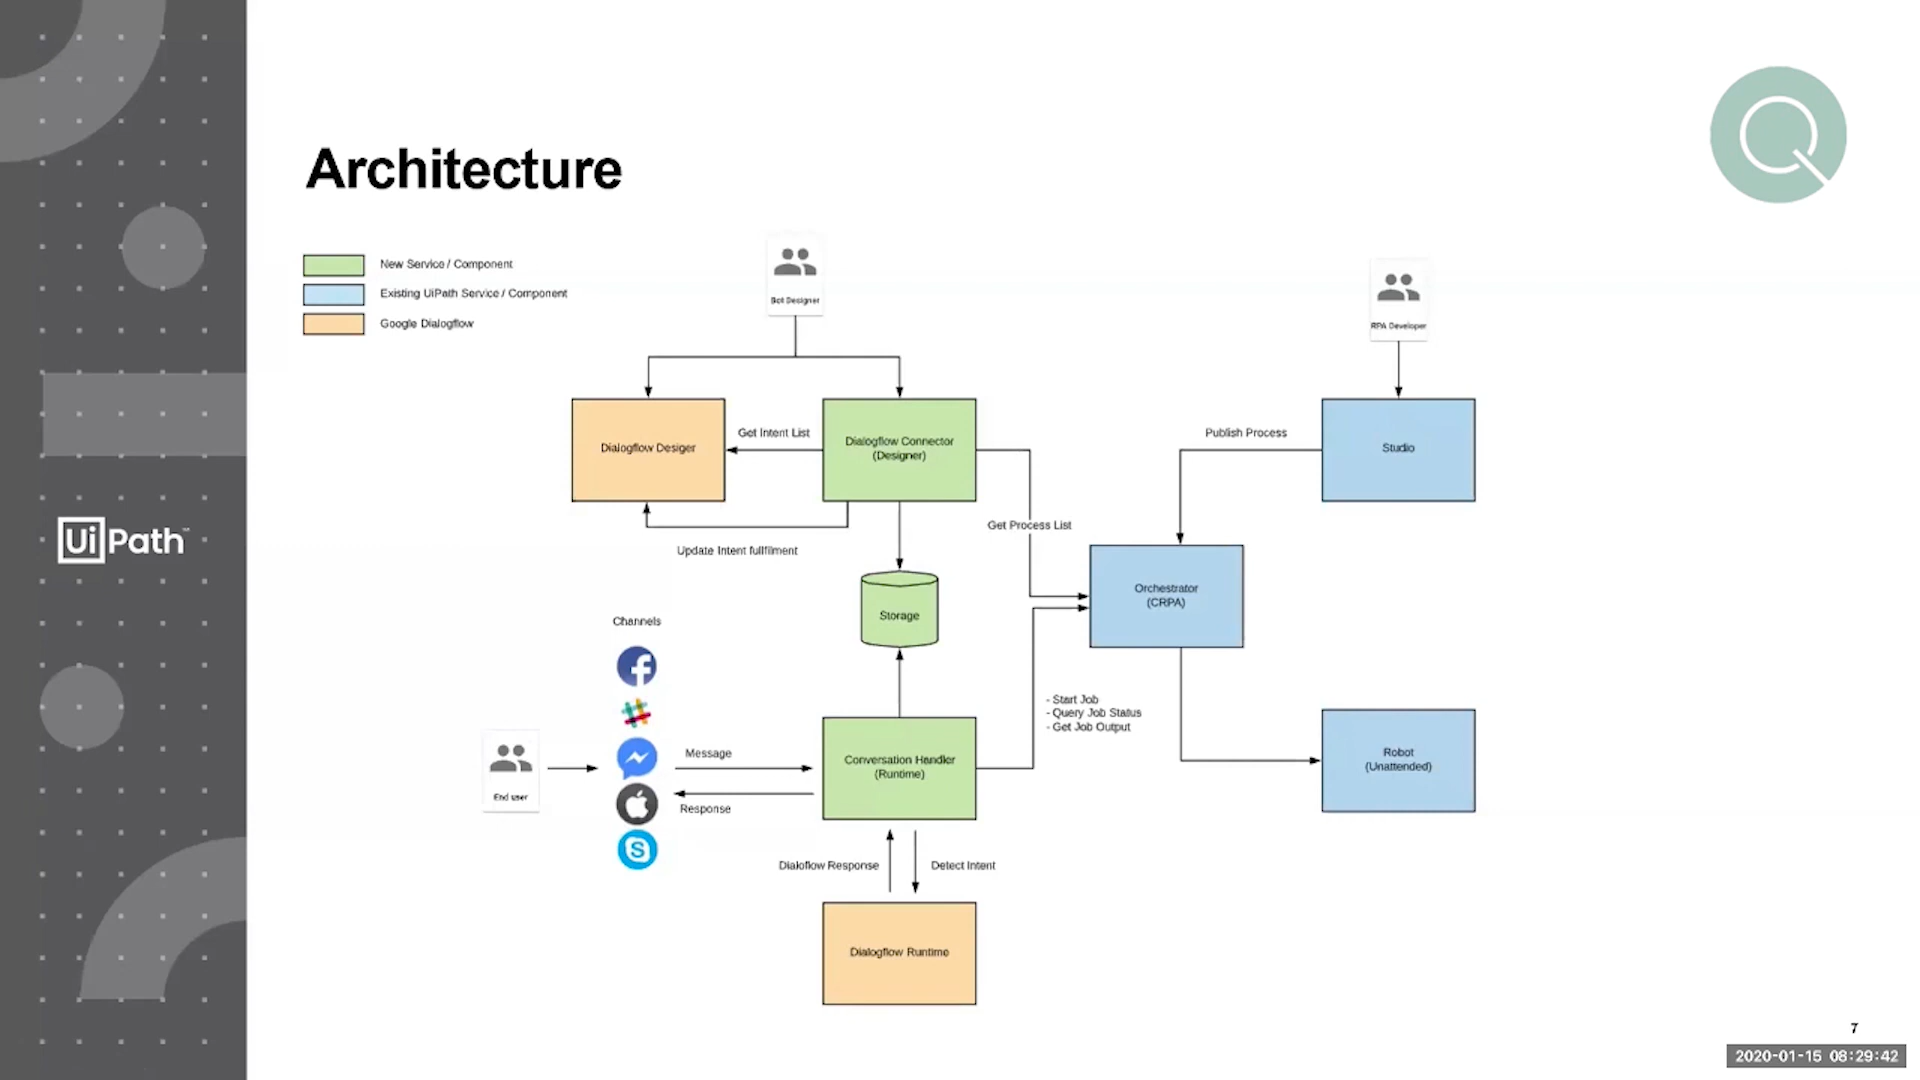 Architecture
New Service / Component
Existing UiPath Service / Component
Google Dialogflow
Bot Designer
RPA Developer
Dialogflow Desiger
Get Intent List
Dialogflow Connector
(Designer)
Publish Process
Studio
Get Process List
Update Intent fullfilment
UiPath
Orchestrator
(CRPA)
Storage
Channels
- Start Job
- Query Job Status
- Get Job Output
Message
Conversation Handler
(Runtime)
Robot
(Unattended)
End user
Response
Dialoflow Response
Detect Intent
Dialogflow Runtime
7
2020-01-15 08:29:42